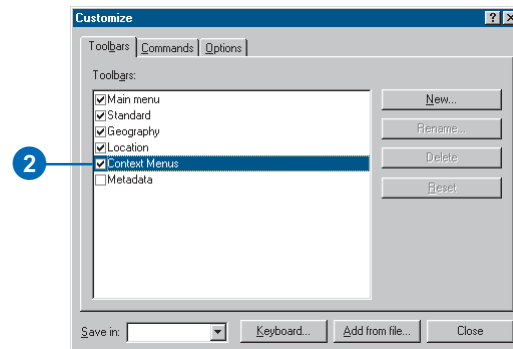 Customize
Toolbars Commands Options
Toolbars:
Main menu
Standard
Geography
Location
Context Menus
Metadata
New...
Rename...
Delete
Reset
2
Save in:
Keyboard...
Add from file...
Close